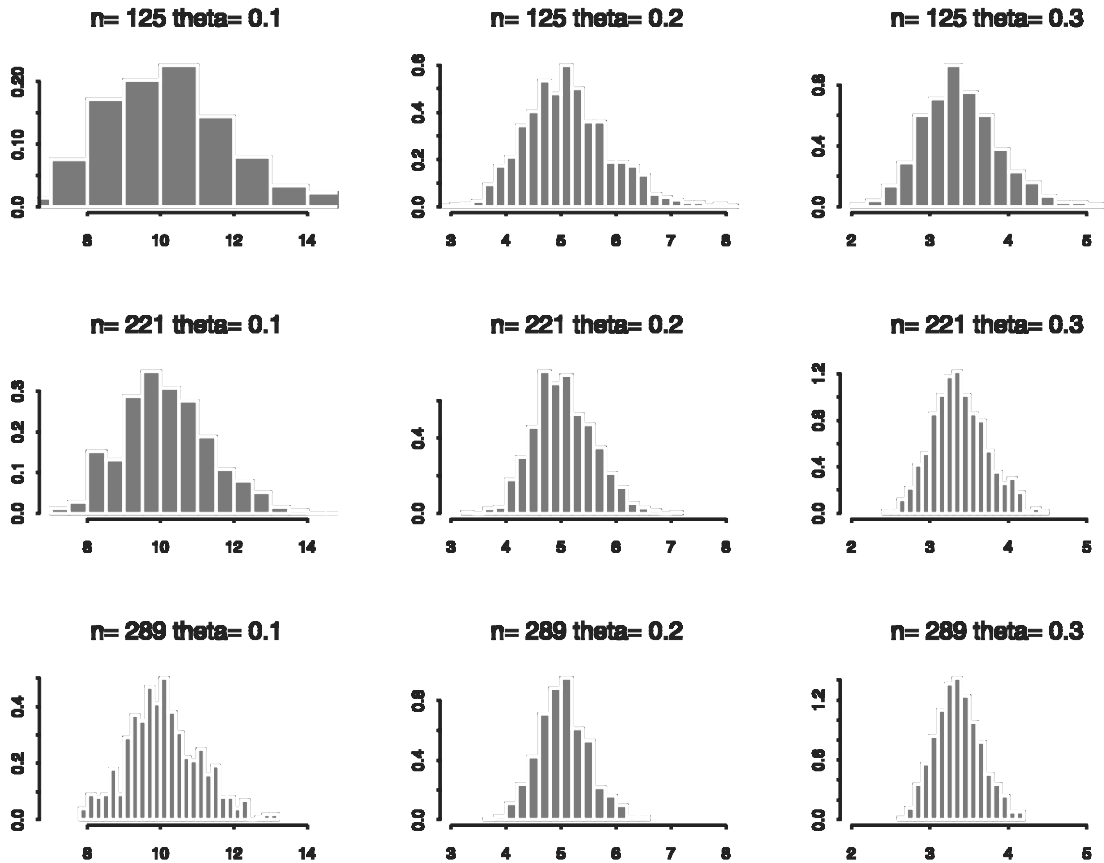 n= 125 theta= 0.1
n= 125 theta= 0.2
n= 125 theta= 0.3
0.20
0.10
0.0
8 10 12 14
0.6
0.4
0.2
0.0
3 4 5 6 7 8
0.8
0.4
0.0
2 3 4 5
n= 221 theta= 0.1
n= 221 theta= 0.2
n= 221 theta= 0.3
0.3
0.2
0.1
0.0
8 10 12 14
0.4
0.0
3 4 5 6 7 8
1.2
0.8
0.4
0.0
2 3 4 5
n= 289 theta= 0.1
n= 289 theta= 0.2
n= 289 theta= 0.3
0.4
0.2
0.0
8 10 12 14
0.8
0.4
0.0
3 4 5 6 7 8
1.2
0.6
0.0
2 3 4 5